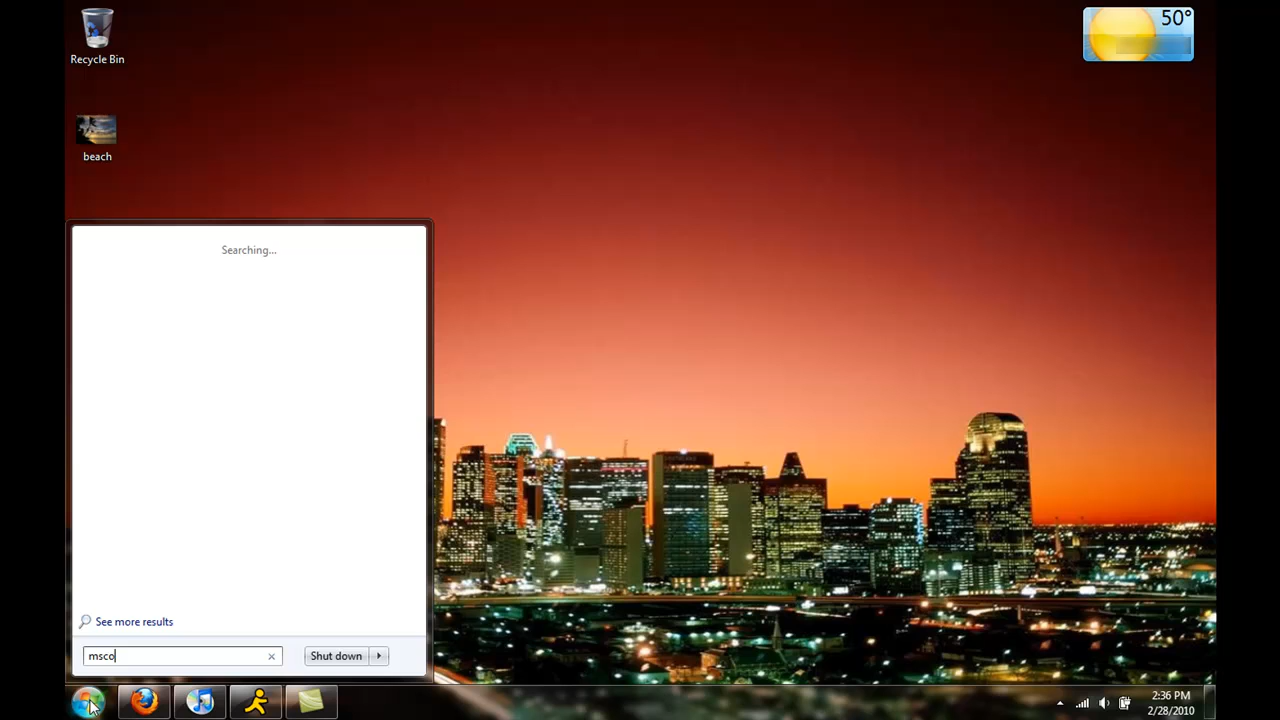 Recycle Bin
50°
beach
Searching...
See more results
msco
Shut down
2:36 PM
2/28/2010